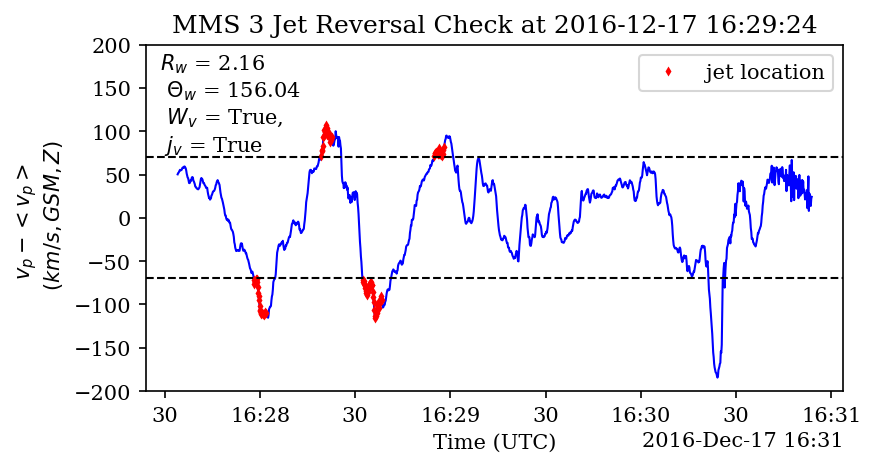 MMS 3 Jet Reversal Check at 2016-12-17 16:29:24
R_w = 2.16
Θ_w = 156.04
W_v = True,
j_v = True
jet location
v_p − < v_p >
(km/s, GSM, Z)
200
150
100
50
0
−50
−100
−150
−200
30
16:28
30
16:29
30
16:30
30
16:31
Time (UTC)
2016-Dec-17 16:31